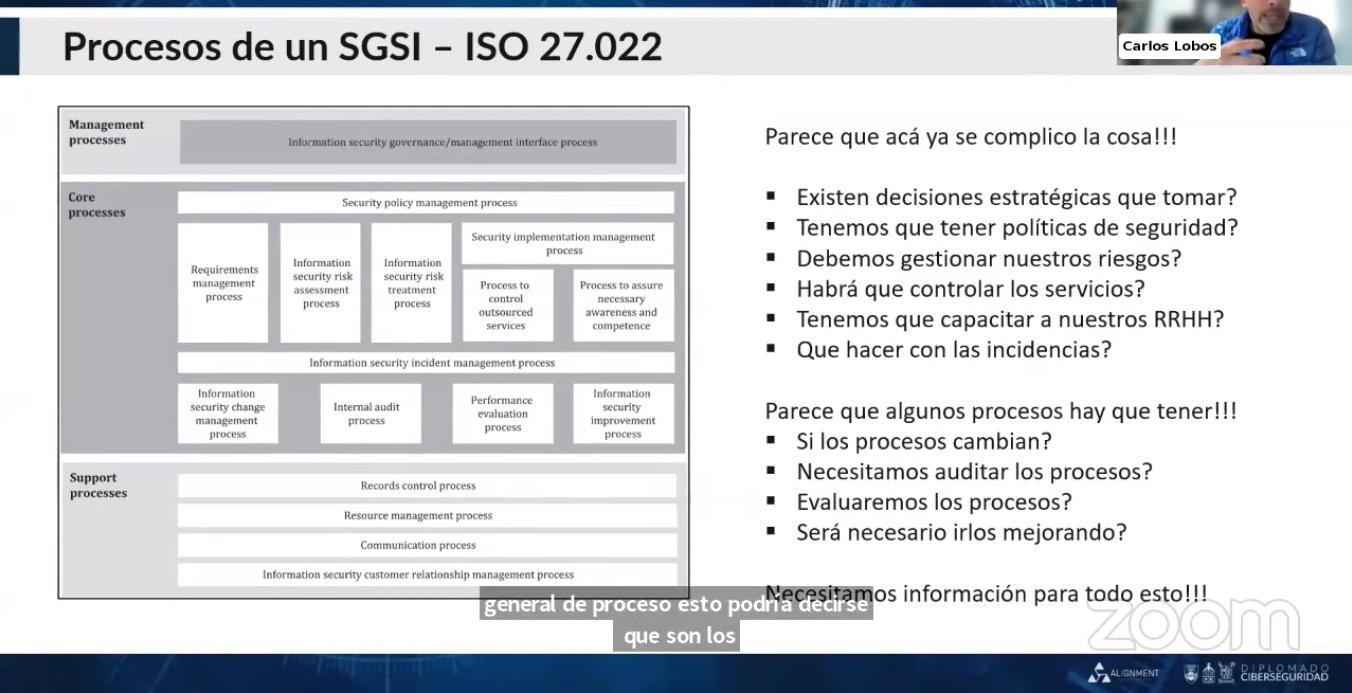 Procesos de un SGSI – ISO 27.022
Carlos Lobos
Management
processes
Information security governance/management interface process
Core
processes
Security policy management process
Requirements
management
process
Information
security risk
assessment
process
Information
security risk
treatment
process
Security implementation management
process
Process to
control
outsourced
services
Process to assure
necessary
awareness and
competence
Information security incident management process
Information
security change
management
process
Internal audit
process
Performance
evaluation
process
Information
security
improvement
process
Support
processes
Records control process
Resource management process
Communication process
Information security customer relationship management process
Parece que acá ya se complico la cosa!!!
▪ Existen decisiones estratégicas que tomar?
▪ Tenemos que tener políticas de seguridad?
▪ Debemos gestionar nuestros riesgos?
▪ Habrá que controlar los servicios?
▪ Tenemos que capacitar a nuestros RRHH?
▪ Que hacer con las incidencias?
Parece que algunos procesos hay que tener!!!
▪ Si los procesos cambian?
▪ Necesitamos auditar los procesos?
▪ Evaluaremos los procesos?
▪ Será necesario irlos mejorando?
Necesitamos información para todo esto!!!
general de proceso esto podría decirse
que son los
zoom
ALIGNMENT
DIPLOMADO
CIBERSEGURIDAD